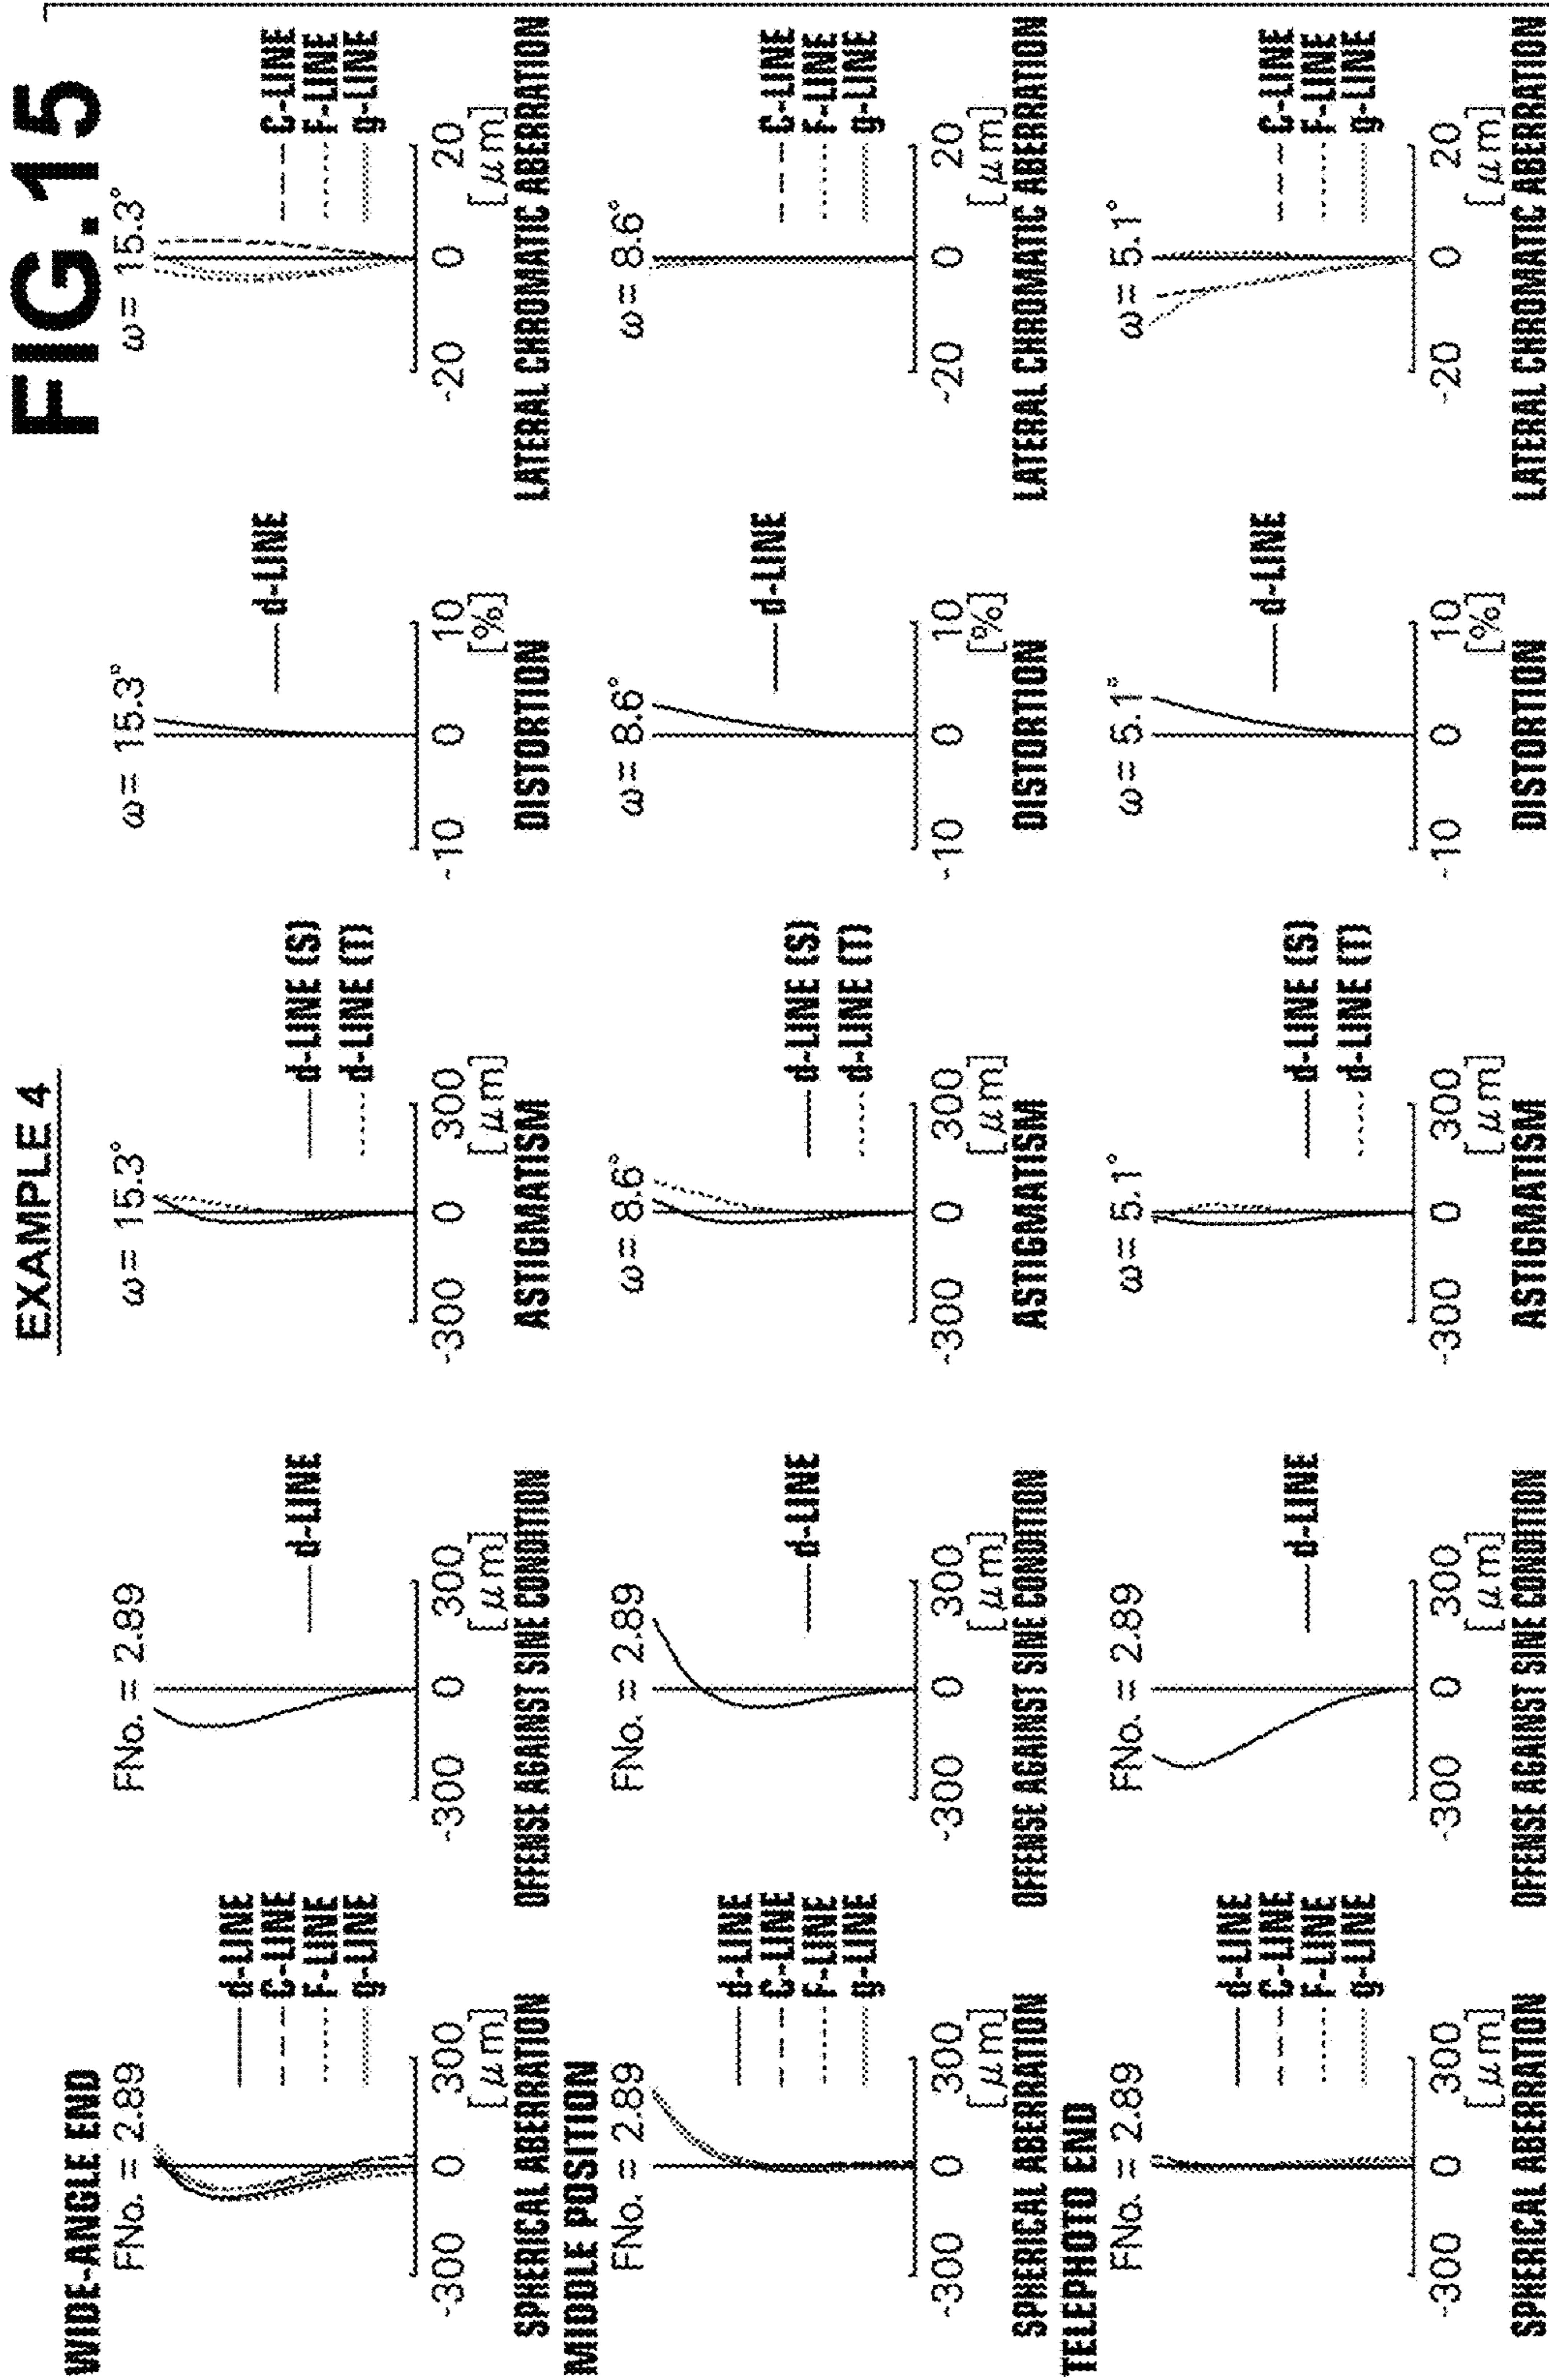 FIG.15
EXAMPLE 4
WIDE-ANGLE END
FNo. = 2.89
d-LINE
C-LINE
F-LINE
g-LINE
-300 0 300
[μm]
SPHERICAL ABERRATION
FNo. = 2.89
d-LINE
-300 0 300
[μm]
OFFENSE AGAINST SINE CONDITION
ω= 15.3°
d-LINE (S)
d-LINE (T)
-300 0 300
[μm]
ASTIGMATISM
ω= 15.3°
d-LINE
-10 0 10
[%]
DISTORTION
ω= 15.3°
C-LINE
F-LINE
g-LINE
-20 0 20
[μm]
LATERAL CHROMATIC ABERRATION
MIDDLE POSITION
FNo. = 2.89
d-LINE
C-LINE
F-LINE
g-LINE
-300 0 300
[μm]
SPHERICAL ABERRATION
FNo. = 2.89
d-LINE
-300 0 300
[μm]
OFFENSE AGAINST SINE CONDITION
ω= 8.6°
d-LINE (S)
d-LINE (T)
-300 0 300
[μm]
ASTIGMATISM
ω= 8.6°
d-LINE
-10 0 10
[%]
DISTORTION
ω= 8.6°
C-LINE
F-LINE
g-LINE
-20 0 20
[μm]
LATERAL CHROMATIC ABERRATION
TELEPHOTO END
FNo. = 2.89
d-LINE
C-LINE
F-LINE
g-LINE
-300 0 300
[μm]
SPHERICAL ABERRATION
FNo. = 2.89
d-LINE
-300 0 300
[μm]
OFFENSE AGAINST SINE CONDITION
ω= 5.1°
d-LINE (S)
d-LINE (T)
-300 0 300
[μm]
ASTIGMATISM
ω= 5.1°
d-LINE
-10 0 10
[%]
DISTORTION
ω= 5.1°
C-LINE
F-LINE
g-LINE
-20 0 20
[μm]
LATERAL CHROMATIC ABERRATION